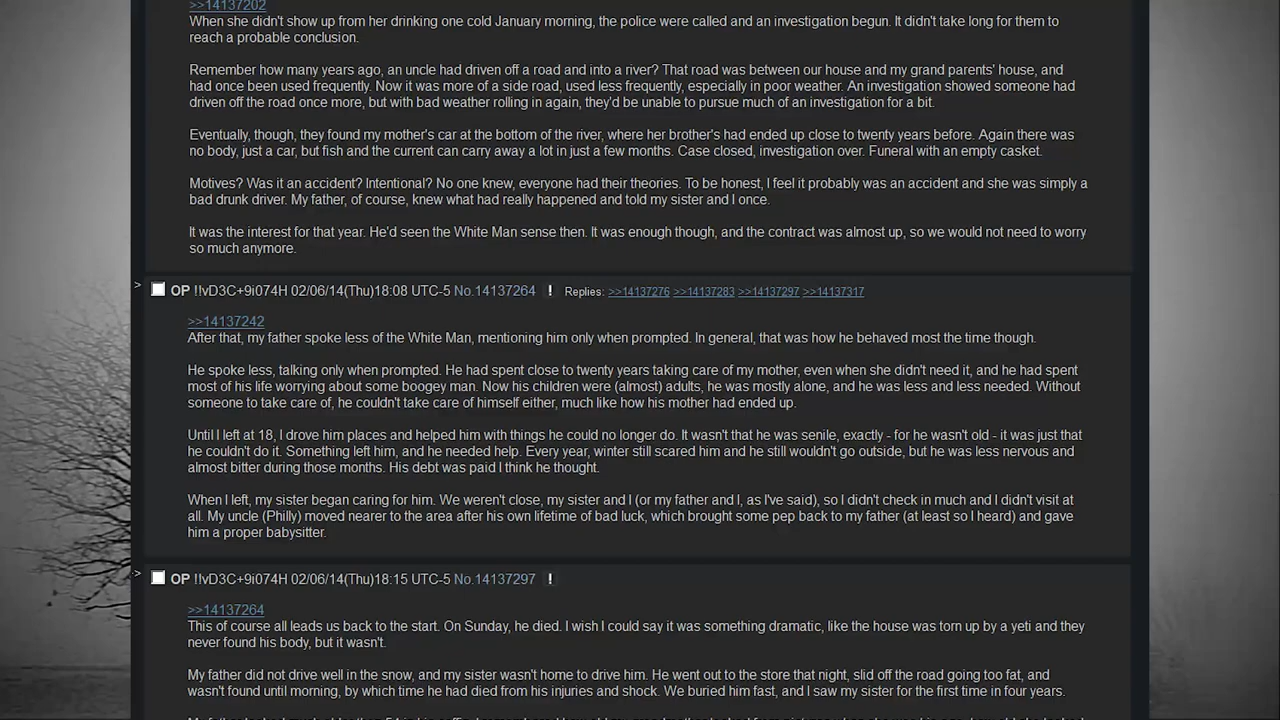 >>14137202
When she didn't show up from her drinking one cold January morning, the police were called and an investigation begun. It didn't take long for them to
reach a probable conclusion.
Remember how many years ago, an uncle had driven off a road and into a river? That road was between our house and my grand parents' house, and
had once been used frequently. Now it was more of a side road, used less frequently, especially in poor weather. An investigation showed someone had
driven off the road once more, but with bad weather rolling in again, they'd be unable to pursue much of an investigation for a bit.
Eventually, though, they found my mother's car at the bottom of the river, where her brother's had ended up close to twenty years before. Again there was
no body, just a car, but fish and the current can carry away a lot in just a few months. Case closed, investigation over. Funeral with an empty casket.
Motives? Was it an accident? Intentional? No one knew, everyone had their theories. To be honest, I feel it probably was an accident and she was simply a
bad drunk driver. My father, of course, knew what had really happened and told my sister and I once.
It was the interest for that year. He'd seen the White Man sense then. It was enough though, and the contract was almost up, so we would not need to worry
so much anymore.
> OP !!vD3C+9i074H 02/06/14(Thu)18:08 UTC-5 No.14137264 ! Replies: >>14137276 >>14137283 >>14137297 >>14137317
>>14137242
After that, my father spoke less of the White Man, mentioning him only when prompted. In general, that was how he behaved most the time though.
He spoke less, talking only when prompted. He had spent close to twenty years taking care of my mother, even when she didn't need it, and he had spent
most of his life worrying about some boogey man. Now his children were (almost) adults, he was mostly alone, and he was less and less needed. Without
someone to take care of, he couldn't take care of himself either, much like how his mother had ended up.
Until I left at 18, I drove him places and helped him with things he could no longer do. It wasn't that he was senile, exactly - for he wasn't old - it was just that
he couldn't do it. Something left him, and he needed help. Every year, winter still scared him and he still wouldn't go outside, but he was less nervous and
almost bitter during those months. His debt was paid I think he thought.
When I left, my sister began caring for him. We weren't close, my sister and I (or my father and I, as I've said), so I didn't check in much and I didn't visit at
all. My uncle (Philly) moved nearer to the area after his own lifetime of bad luck, which brought some pep back to my father (at least so I heard) and gave
him a proper babysitter.
> OP !!vD3C+9i074H 02/06/14(Thu)18:15 UTC-5 No.14137297 !
>>14137264
This of course all leads us back to the start. On Sunday, he died. I wish I could say it was something dramatic, like the house was torn up by a yeti and they
never found his body, but it wasn't.
My father did not drive well in the snow, and my sister wasn't home to drive him. He went out to the store that night, slid off the road going too fat, and
wasn't found until morning, by which time he had died from his injuries and shock. We buried him fast, and I saw my sister for the first time in four years.